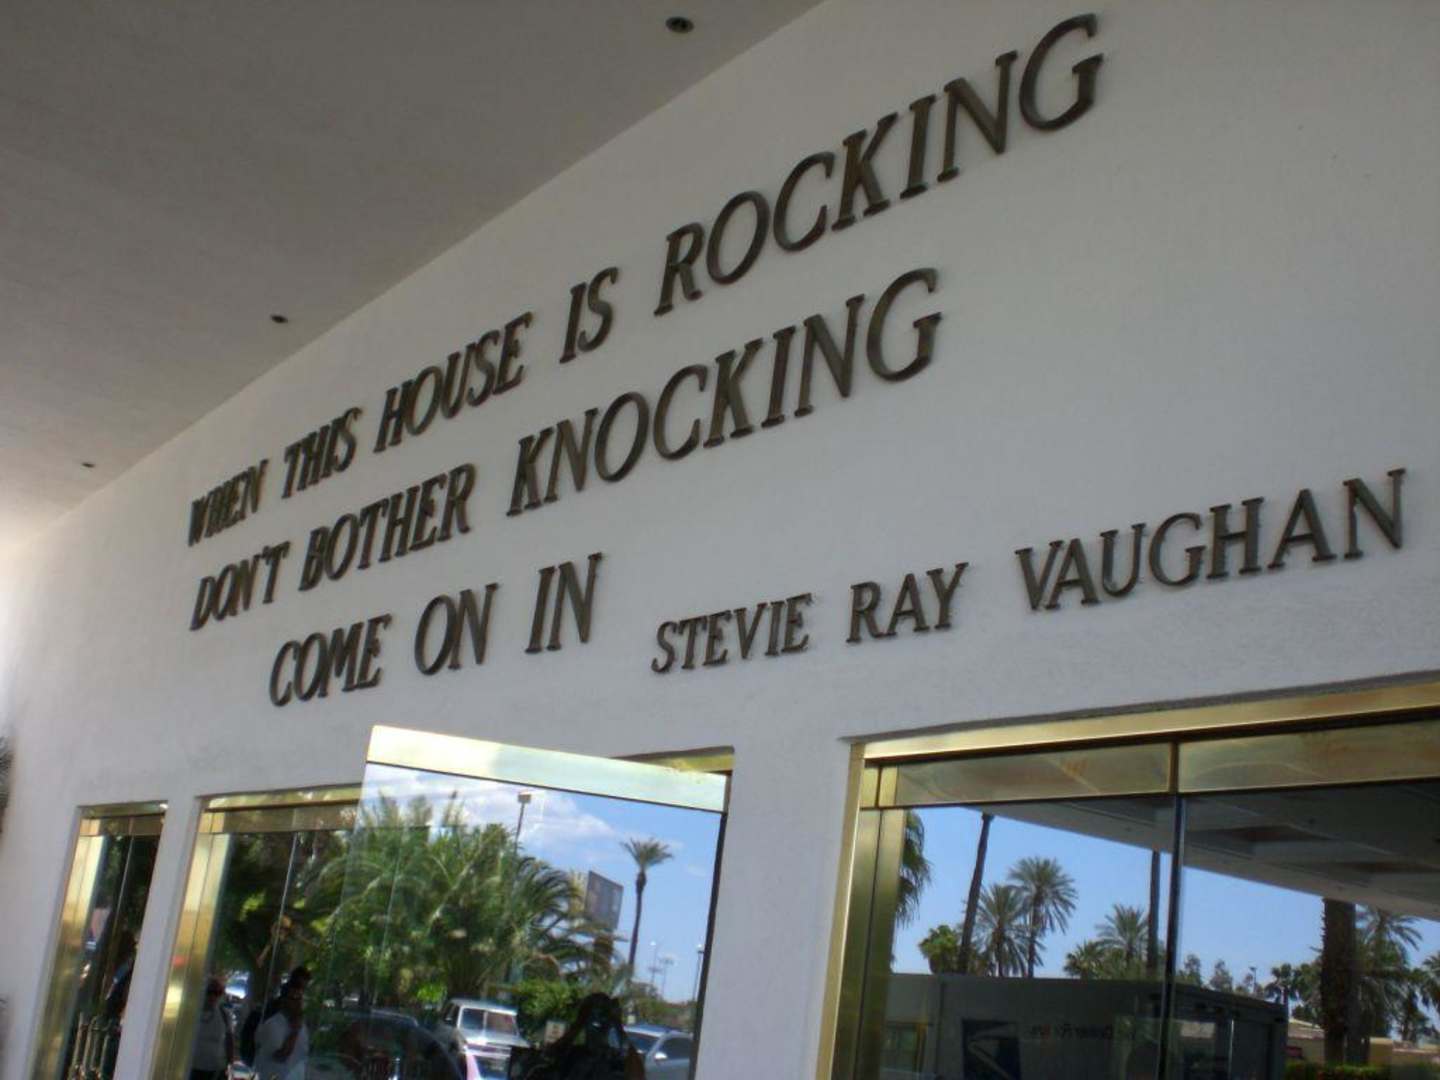 WHEN THIS HOUSE IS ROCKING
DON'T BOTHER KNOCKING
COME ON IN
STEVIE RAY VAUGHAN